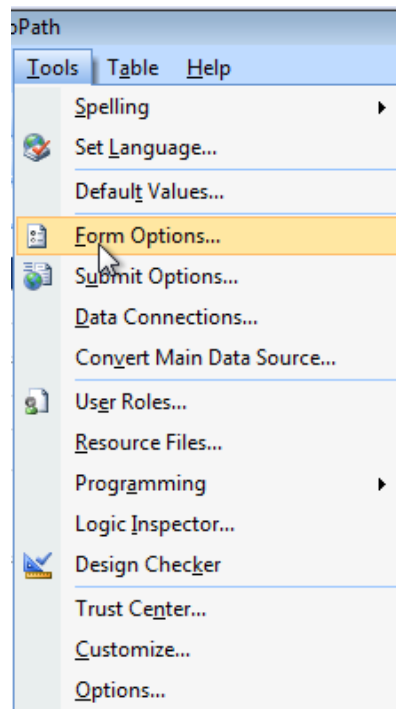 oPath
Tools Table Help
Spelling
Set Language...
Default Values...
Form Options...
Submit Options...
Data Connections...
Convert Main Data Source...
User Roles...
Resource Files...
Programming
Logic Inspector...
Design Checker
Trust Center...
Customize...
Options...